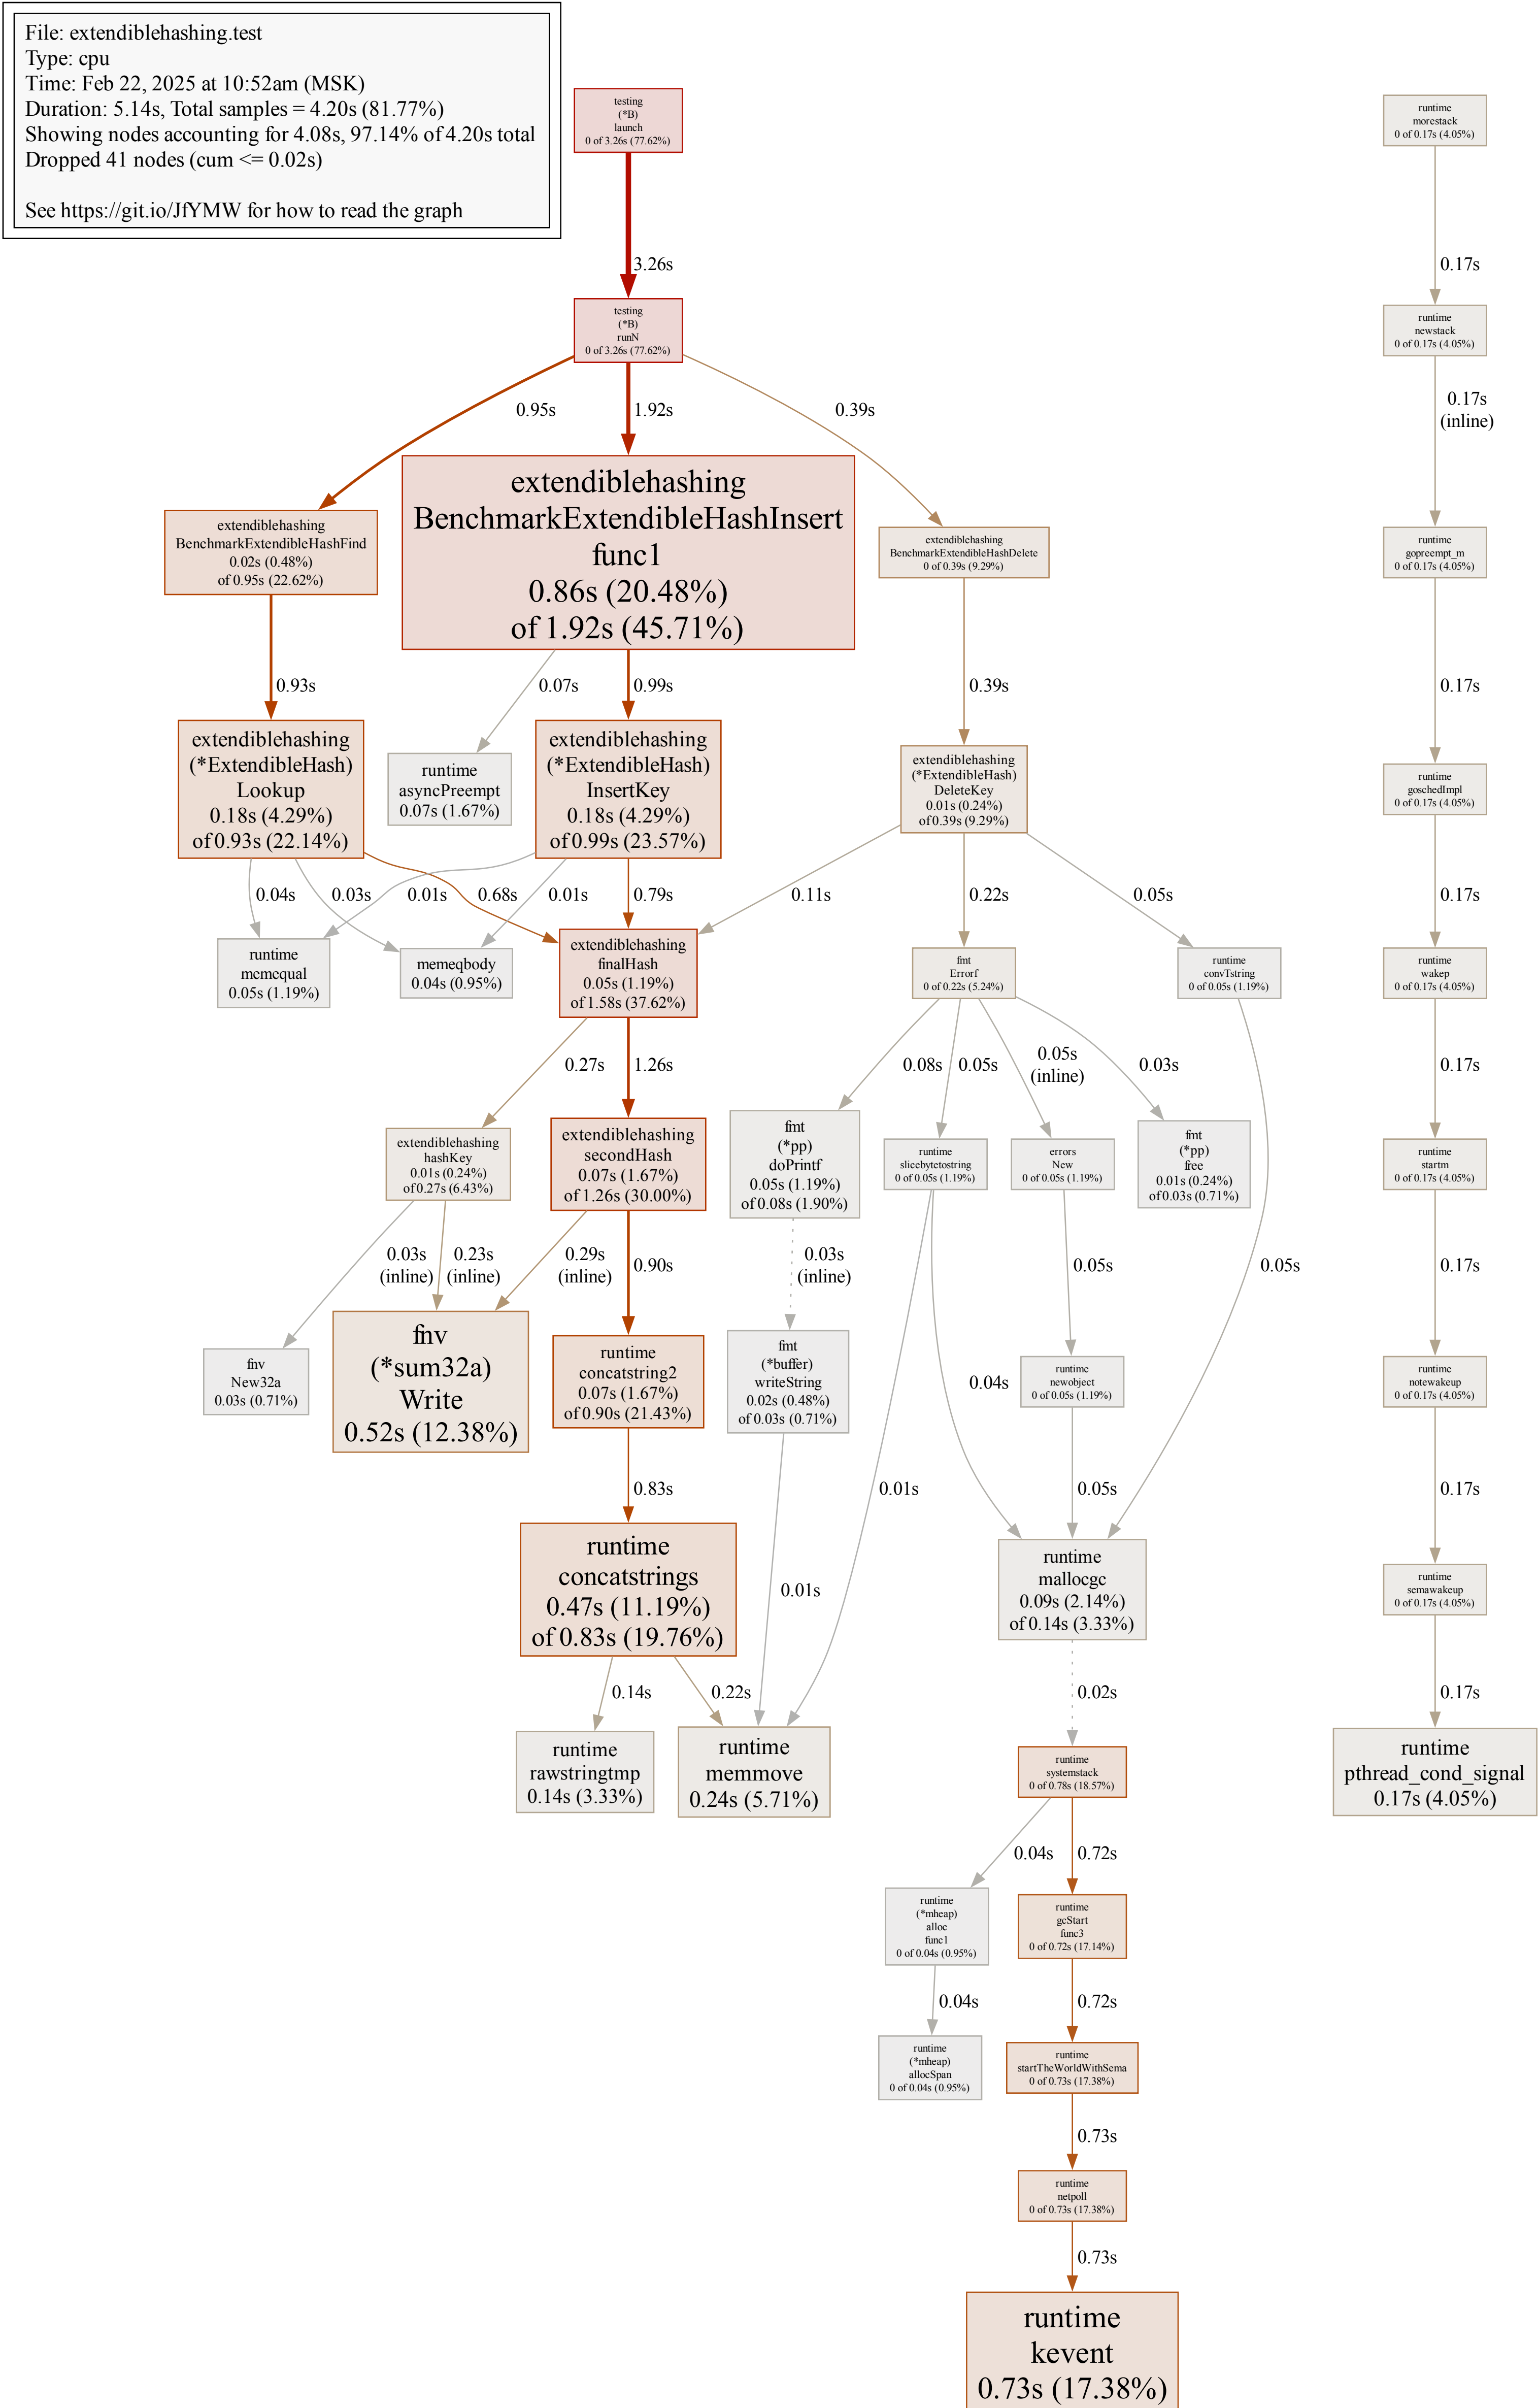 File: extendiblehashing.test
Type: cpu
Time: Feb 22, 2025 at 10:52am (MSK)
Duration: 5.14s, Total samples = 4.20s (81.77%)
Showing nodes accounting for 4.08s, 97.14% of 4.20s total
Dropped 41 nodes (cum <= 0.02s)
See https://git.io/JfYMW for how to read the graph
testing
(*B)
launch
0 of 3.26s (77.62%)
runtime
morestack
0 of 0.17s (4.05%)
3.26s
0.17s
testing
(*B)
runN
0 of 3.26s (77.62%)
runtime
newstack
0 of 0.17s (4.05%)
0.95s
1.92s
0.39s
0.17s
(inline)
extendiblehashing
BenchmarkExtendibleHashFind
0.02s (0.48%)
of 0.95s (22.62%)
extendiblehashing
BenchmarkExtendibleHashInsert
func1
0.86s (20.48%)
of 1.92s (45.71%)
extendiblehashing
BenchmarkExtendibleHashDelete
0 of 0.39s (9.29%)
runtime
gopreempt_m
0 of 0.17s (4.05%)
0.93s
0.07s
0.99s
0.39s
0.17s
extendiblehashing
(*ExtendibleHash)
Lookup
0.18s (4.29%)
of 0.93s (22.14%)
runtime
asyncPreempt
0.07s (1.67%)
extendiblehashing
(*ExtendibleHash)
InsertKey
0.18s (4.29%)
of 0.99s (23.57%)
extendiblehashing
(*ExtendibleHash)
DeleteKey
0.01s (0.24%)
of 0.39s (9.29%)
runtime
goschedImpl
0 of 0.17s (4.05%)
0.04s
0.03s
0.01s
0.68s
0.01s
0.79s
0.11s
0.22s
0.05s
0.17s
runtime
memequal
0.05s (1.19%)
memeqbody
0.04s (0.95%)
extendiblehashing
finalHash
0.05s (1.19%)
of 1.58s (37.62%)
fmt
Errorf
0 of 0.22s (5.24%)
runtime
convTstring
0 of 0.05s (1.19%)
runtime
wakep
0 of 0.17s (4.05%)
0.27s
1.26s
0.08s
0.05s
0.05s
(inline)
0.03s
0.17s
extendiblehashing
hashKey
0.01s (0.24%)
of 0.27s (6.43%)
extendiblehashing
secondHash
0.07s (1.67%)
of 1.26s (30.00%)
fmt
(*pp)
doPrintf
0.05s (1.19%)
of 0.08s (1.90%)
runtime
slicebytetostring
0 of 0.05s (1.19%)
errors
New
0 of 0.05s (1.19%)
fmt
(*pp)
free
0.01s (0.24%)
of 0.03s (0.71%)
runtime
startm
0 of 0.17s (4.05%)
0.03s
(inline)
0.23s
(inline)
0.29s
(inline)
0.90s
0.03s
(inline)
0.05s
0.05s
0.17s
fnv
New32a
0.03s (0.71%)
fnv
(*sum32a)
Write
0.52s (12.38%)
runtime
concatstring2
0.07s (1.67%)
of 0.90s (21.43%)
fmt
(*buffer)
writeString
0.02s (0.48%)
of 0.03s (0.71%)
0.04s
runtime
newobject
0 of 0.05s (1.19%)
runtime
notewakeup
0 of 0.17s (4.05%)
0.83s
0.01s
0.05s
0.17s
runtime
concatstrings
0.47s (11.19%)
of 0.83s (19.76%)
0.01s
runtime
mallocgc
0.09s (2.14%)
of 0.14s (3.33%)
runtime
semawakeup
0 of 0.17s (4.05%)
0.14s
0.22s
0.02s
0.17s
runtime
rawstringtmp
0.14s (3.33%)
runtime
memmove
0.24s (5.71%)
runtime
systemstack
0 of 0.78s (18.57%)
runtime
pthread_cond_signal
0.17s (4.05%)
0.04s
0.72s
runtime
(*mheap)
alloc
func1
0 of 0.04s (0.95%)
runtime
gcStart
func3
0 of 0.72s (17.14%)
0.04s
0.72s
runtime
(*mheap)
allocSpan
0 of 0.04s (0.95%)
runtime
startTheWorldWithSema
0 of 0.73s (17.38%)
0.73s
runtime
netpoll
0 of 0.73s (17.38%)
0.73s
runtime
kevent
0.73s (17.38%)